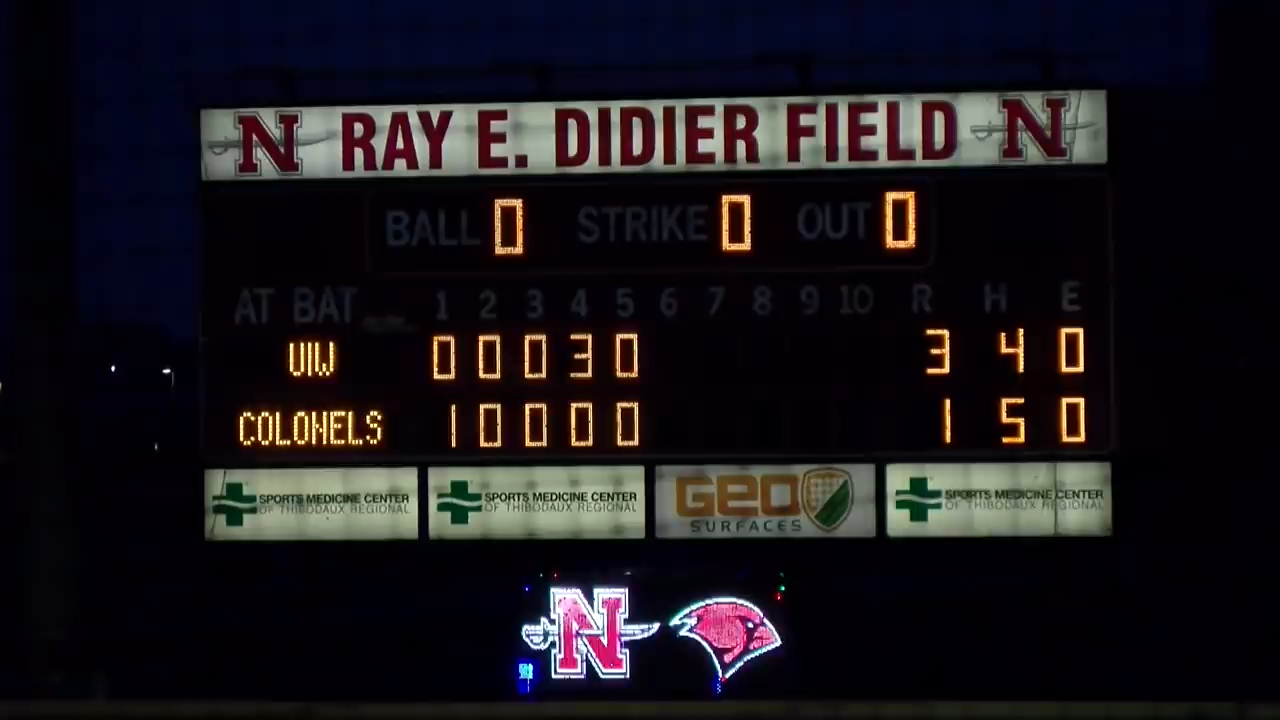 N RAY E. DIDIER FIELD N
BALL 0 STRIKE 0 OUT 0
AT BAT 1 2 3 4 5 6 7 8 9 10 R H E
UIW 0 0 0 3 0 3 4 0
COLONELS 1 0 0 0 0 1 5 0
SPORTS MEDICINE CENTER
OF THIBODAUX REGIONAL
SPORTS MEDICINE CENTER
OF THIBODAUX REGIONAL
GEO
SURFACES
SPORTS MEDICINE CENTER
OF THIBODAUX REGIONAL
N